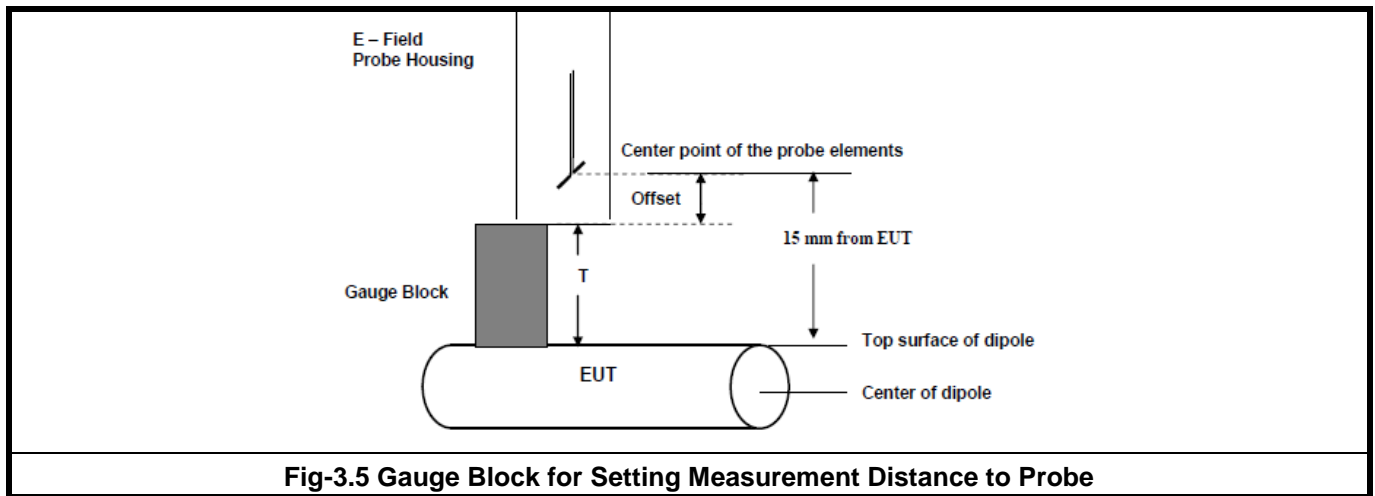 E – Field
Probe Housing
Center point of the probe elements
Offset
15 mm from EUT
T
Gauge Block
Top surface of dipole
EUT
Center of dipole
Fig-3.5 Gauge Block for Setting Measurement Distance to Probe